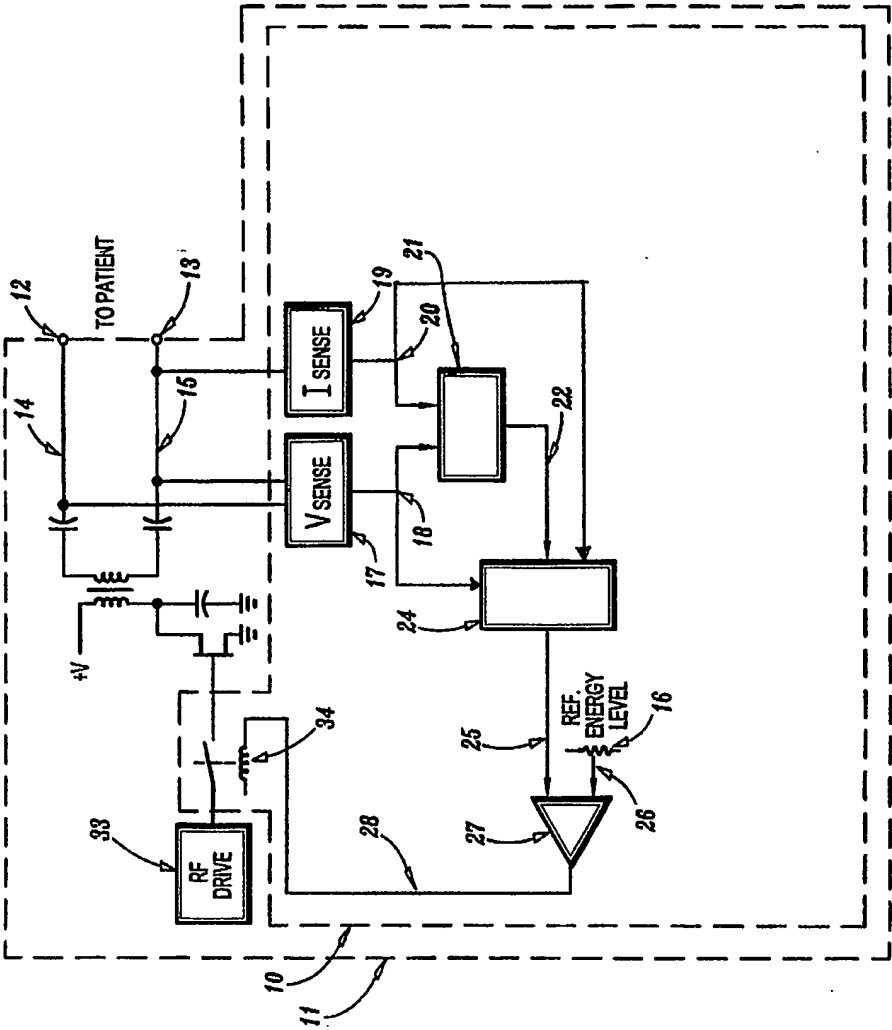 12
TO PATIENT
13
14
15
+V
I SENSE
19
20
21
V SENSE
17
18
22
24
25
REF.
ENERGY
LEVEL
16
26
27
28
34
33
RF
DRIVE
10
11